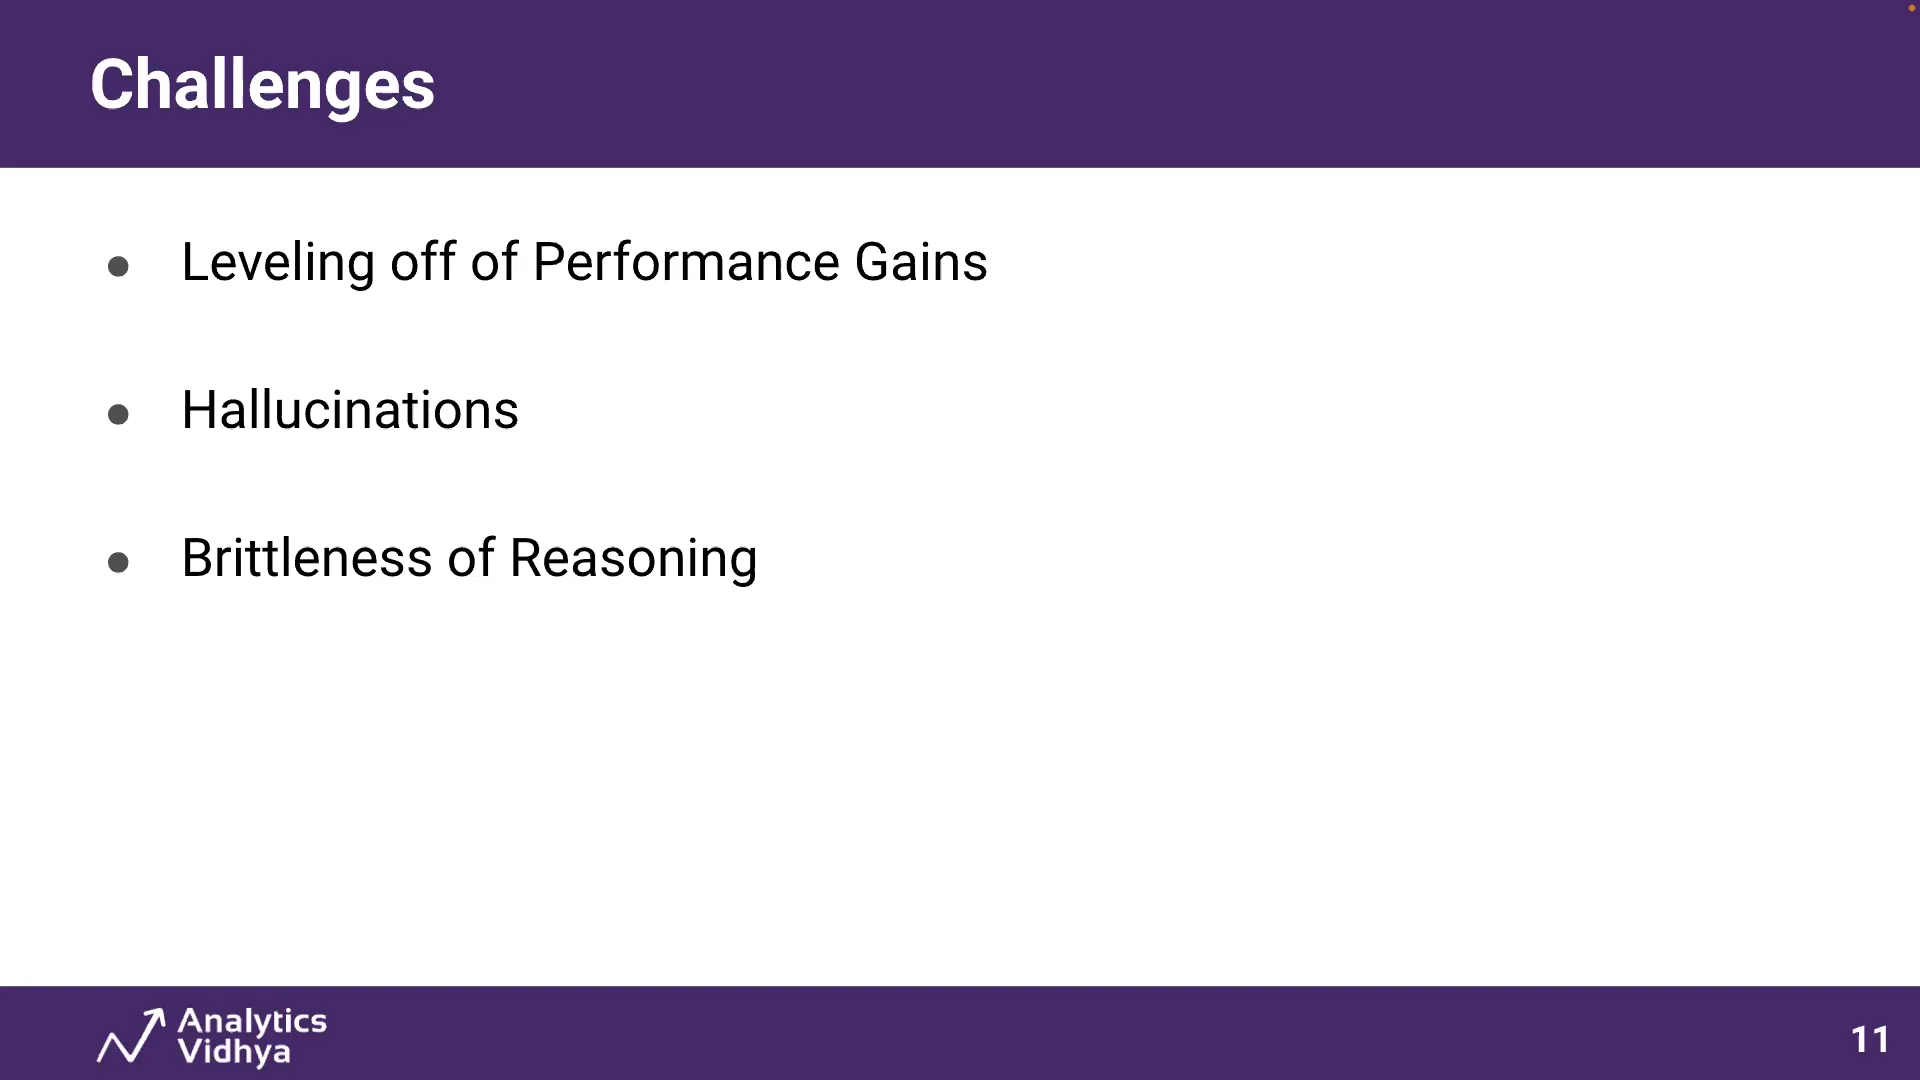 Challenges
● Leveling off of Performance Gains
● Hallucinations
● Brittleness of Reasoning
Analytics
Vidhya
11